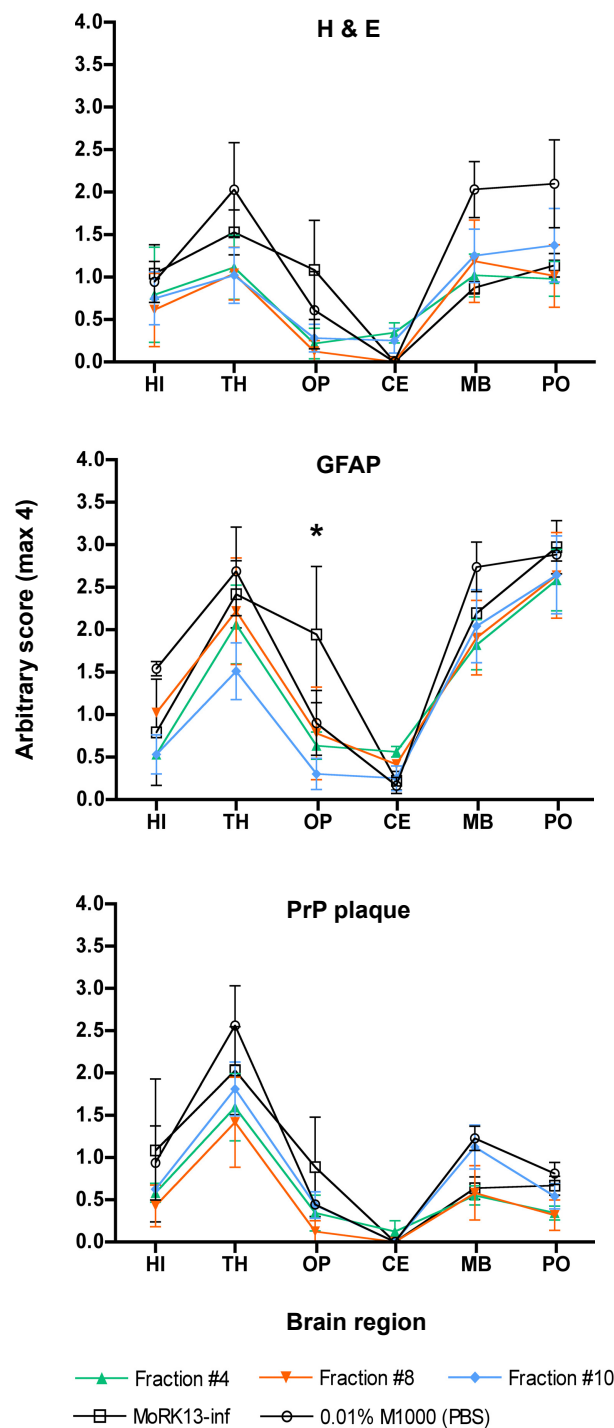 H & E
4.0
3.5
3.0
2.5
2.0
1.5
1.0
0.5
0.0
HI TH OP CE MB PO
Arbitrary score (max 4)
GFAP
4.0
3.5
3.0
2.5
2.0
1.5
1.0
0.5
0.0
*
HI TH OP CE MB PO
PrP plaque
4.0
3.5
3.0
2.5
2.0
1.5
1.0
0.5
0.0
HI TH OP CE MB PO
Brain region
Fraction #4 Fraction #8 Fraction #10
MoRK13-inf 0.01% M1000 (PBS)